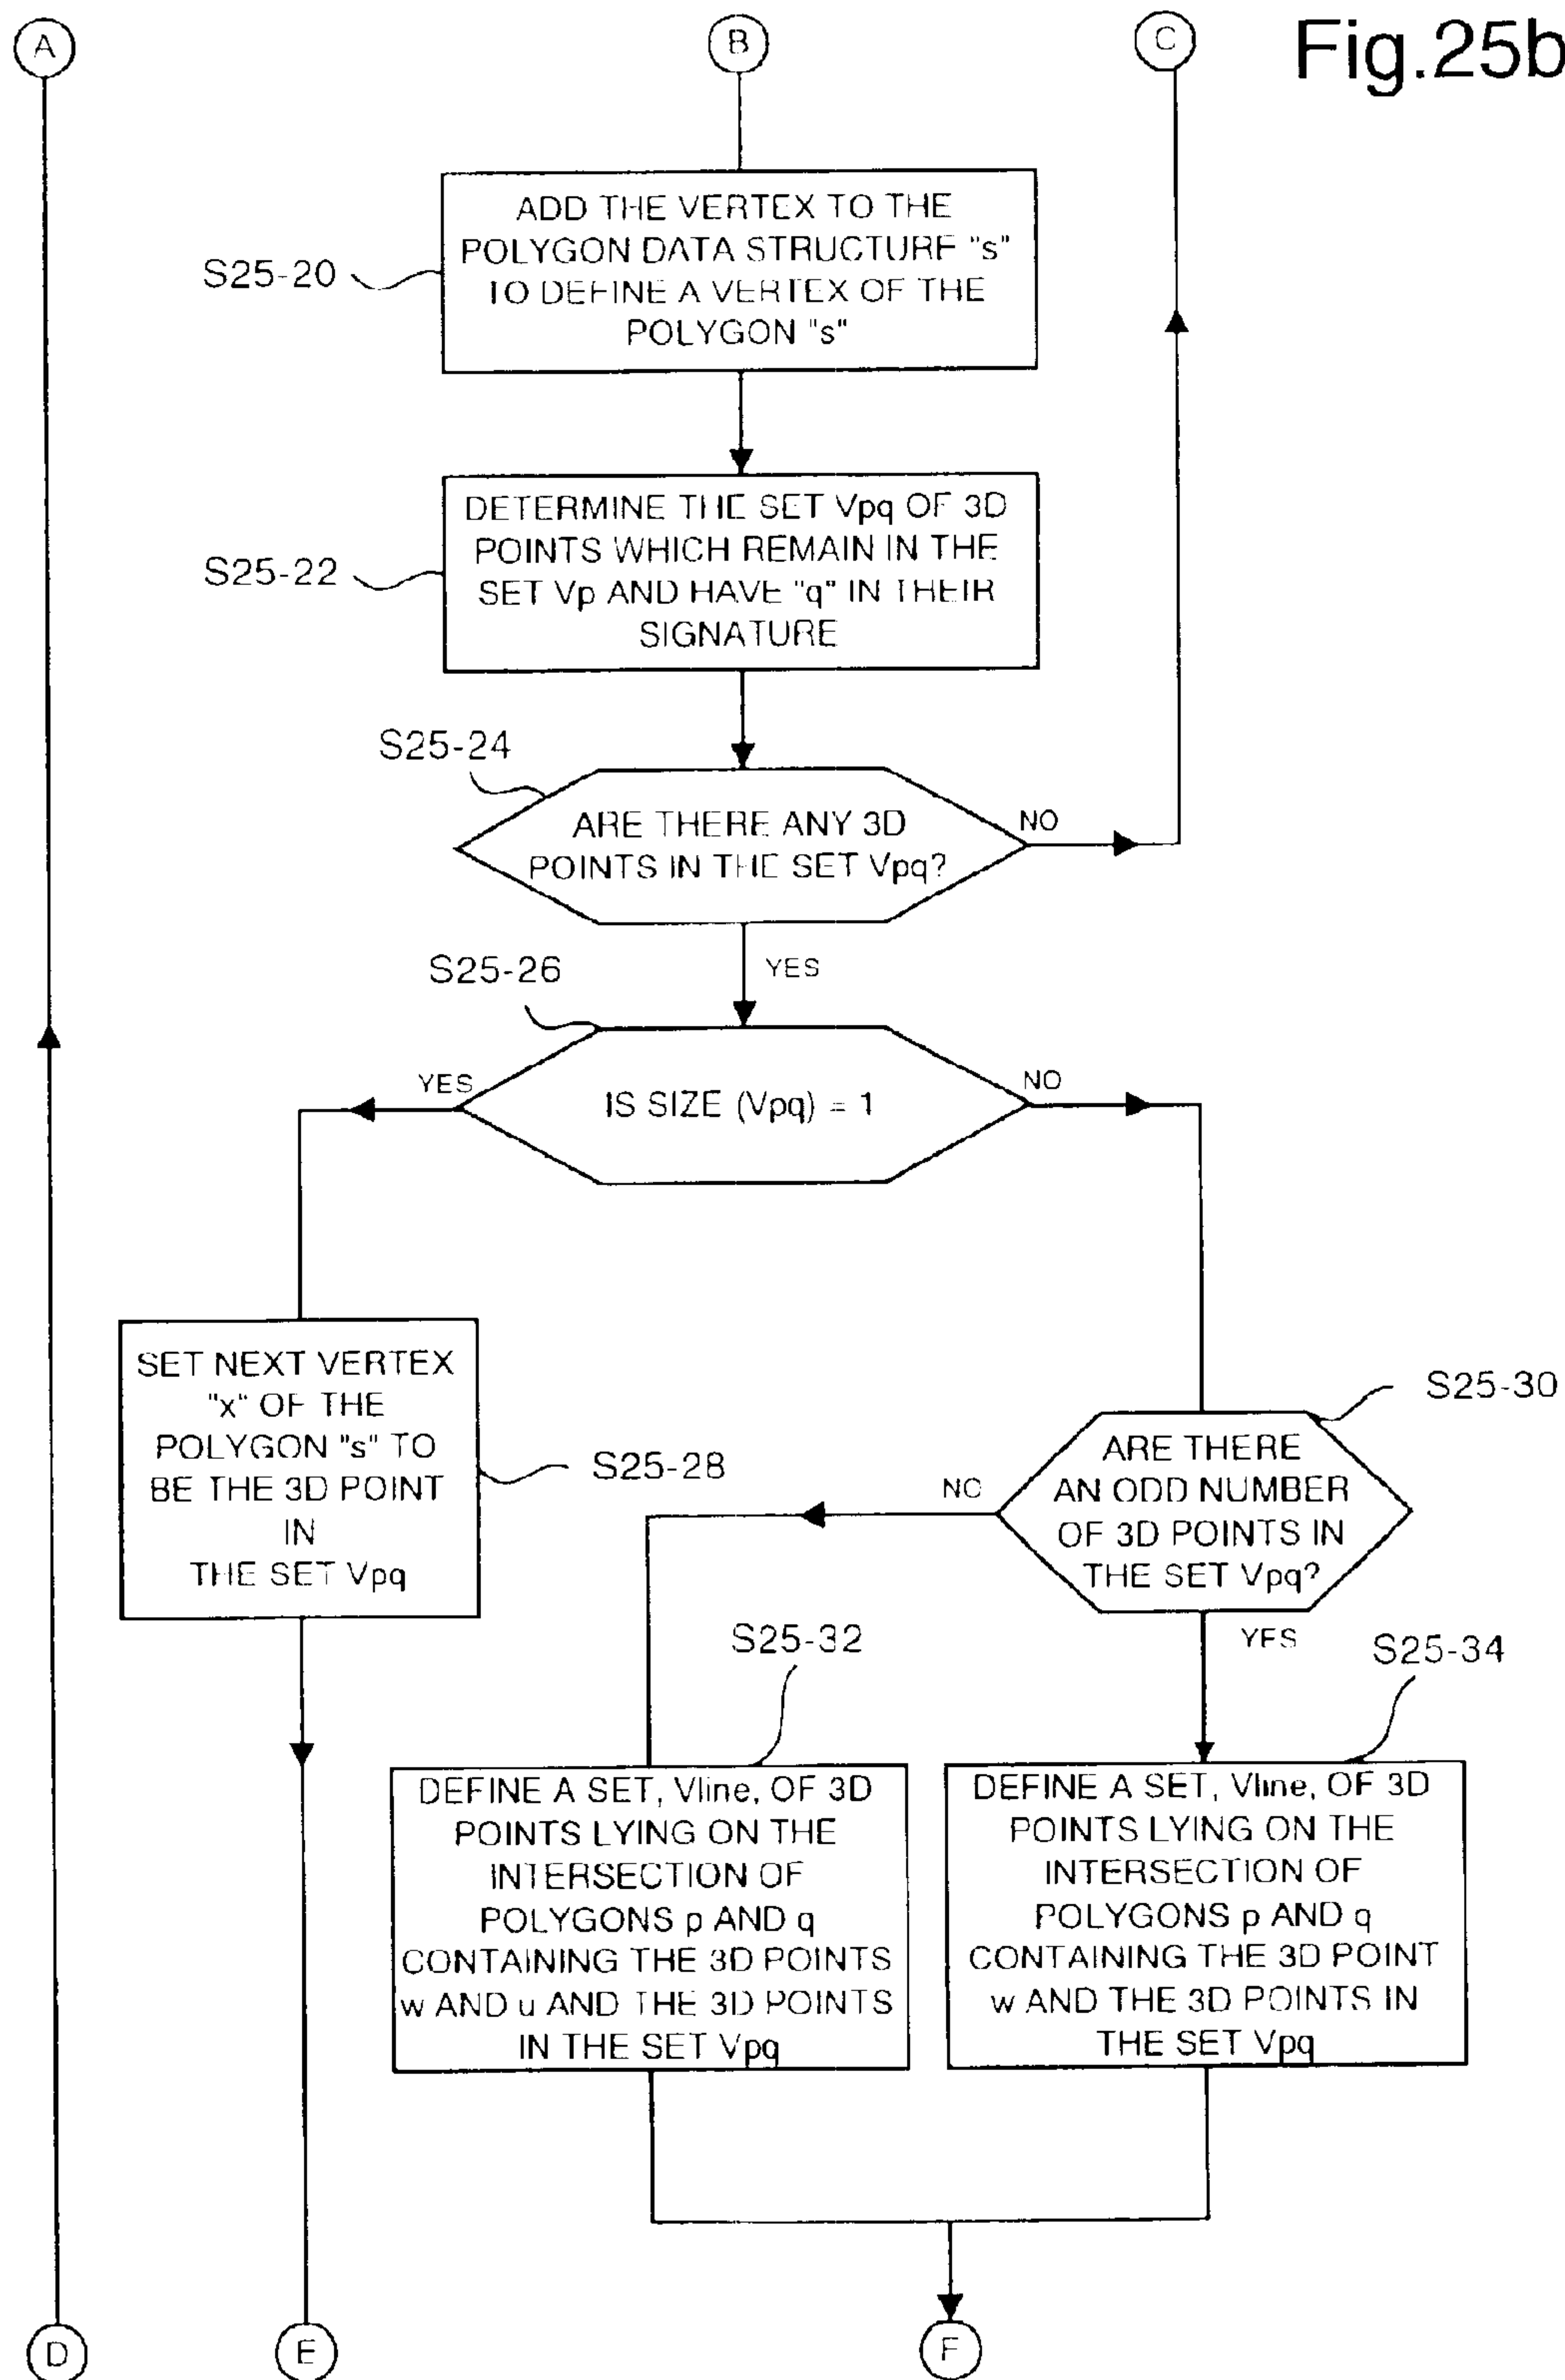 A
B
C
Fig.25b
ADD THE VERTEX TO THE
POLYGON DATA STRUCTURE "s"
TO DEFINE A VERTEX OF THE
POLYGON "s"
S25-20
DETERMINE THE SET Vpq OF 3D
POINTS WHICH REMAIN IN THE
SET Vp AND HAVE "q" IN THEIR
SIGNATURE
S25-22
S25-24
ARE THERE ANY 3D
POINTS IN THE SET Vpq?
NO
YES
S25-26
YES
IS SIZE (Vpq) = 1
NO
SET NEXT VERTEX
"x" OF THE
POLYGON "s" TO
BE THE 3D POINT
IN
THE SET Vpq
S25-28
S25-30
ARE THERE
AN ODD NUMBER
OF 3D POINTS IN
THE SET Vpq?
NO
YES
S25-32
S25-34
DEFINE A SET, Vline, OF 3D
POINTS LYING ON THE
INTERSECTION OF
POLYGONS p AND q
CONTAINING THE 3D POINTS
w AND u AND THE 3D POINTS
IN THE SET Vpq
DEFINE A SET, Vline, OF 3D
POINTS LYING ON THE
INTERSECTION OF
POLYGONS p AND q
CONTAINING THE 3D POINT
w AND THE 3D POINTS IN
THE SET Vpq
D
E
F